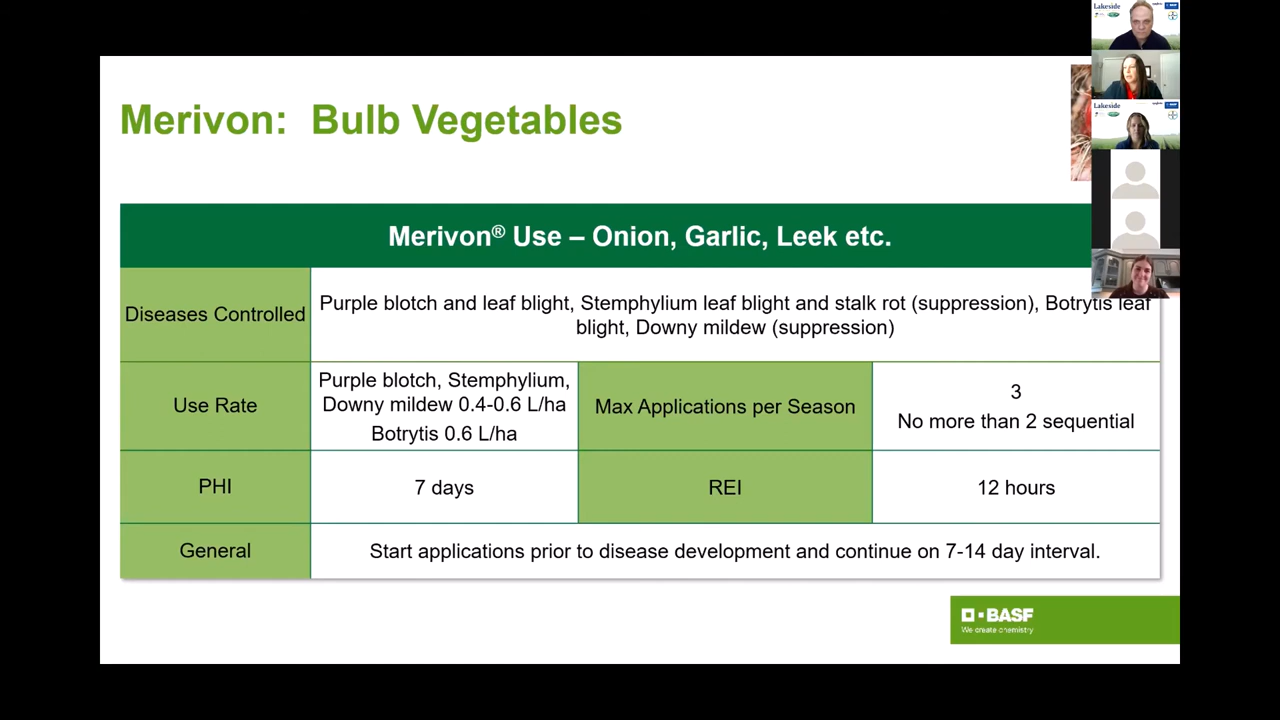 Lakeside
BASF
Lakeside
Merivon: Bulb Vegetables
Merivon® Use – Onion, Garlic, Leek etc.
Diseases Controlled
Purple blotch and leaf blight, Stemphylium leaf blight and stalk rot (suppression), Botrytis leaf
blight, Downy mildew (suppression)
Use Rate
Purple blotch, Stemphylium,
Downy mildew 0.4-0.6 L/ha
Botrytis 0.6 L/ha
Max Applications per Season
3
No more than 2 sequential
PHI
7 days
REI
12 hours
General
Start applications prior to disease development and continue on 7-14 day interval.
BASF
We create chemistry